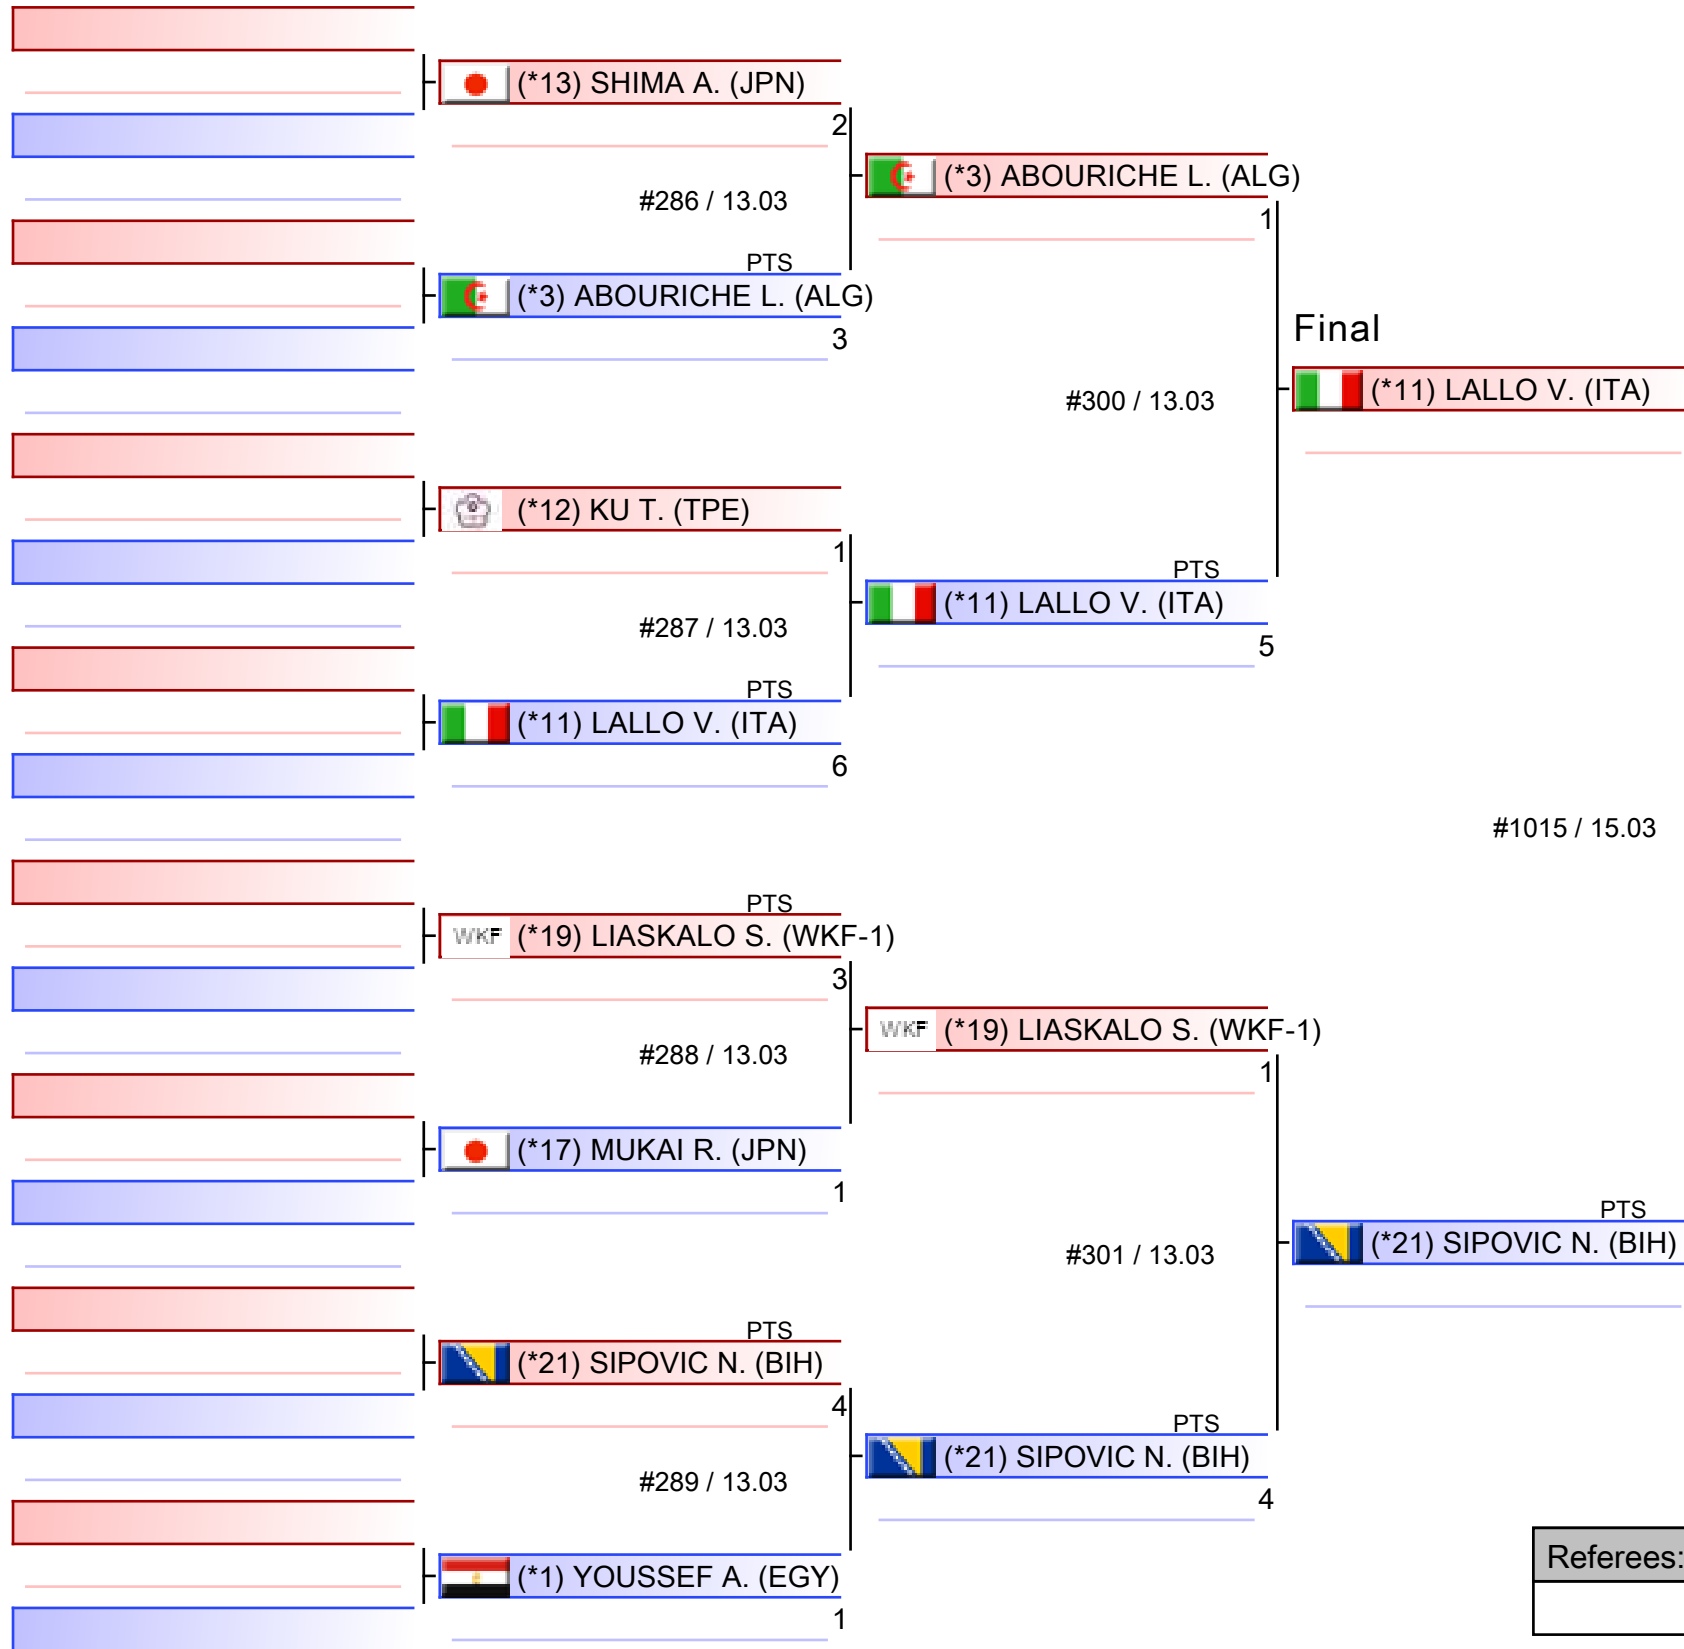 (*13) SHIMA A. (JPN)
2
#286 / 13.03
PTS
(*3) ABOURICHE L. (ALG)
3
(*12) KU T. (TPE)
1
#287 / 13.03
PTS
(*11) LALLO V. (ITA)
6
PTS
WKF (*19) LIASKALO S. (WKF-1)
3
#288 / 13.03
(*17) MUKAI R. (JPN)
1
PTS
(*21) SIPOVIC N. (BIH)
4
#289 / 13.03
(*1) YOUSSEF A. (EGY)
1
(*3) ABOURICHE L. (ALG)
1
#300 / 13.03
PTS
(*11) LALLO V. (ITA)
5
WKF (*19) LIASKALO S. (WKF-1)
1
#301 / 13.03
PTS
(*21) SIPOVIC N. (BIH)
4
Final
(*11) LALLO V. (ITA)
#1015 / 15.03
PTS
(*21) SIPOVIC N. (BIH)
Referees: